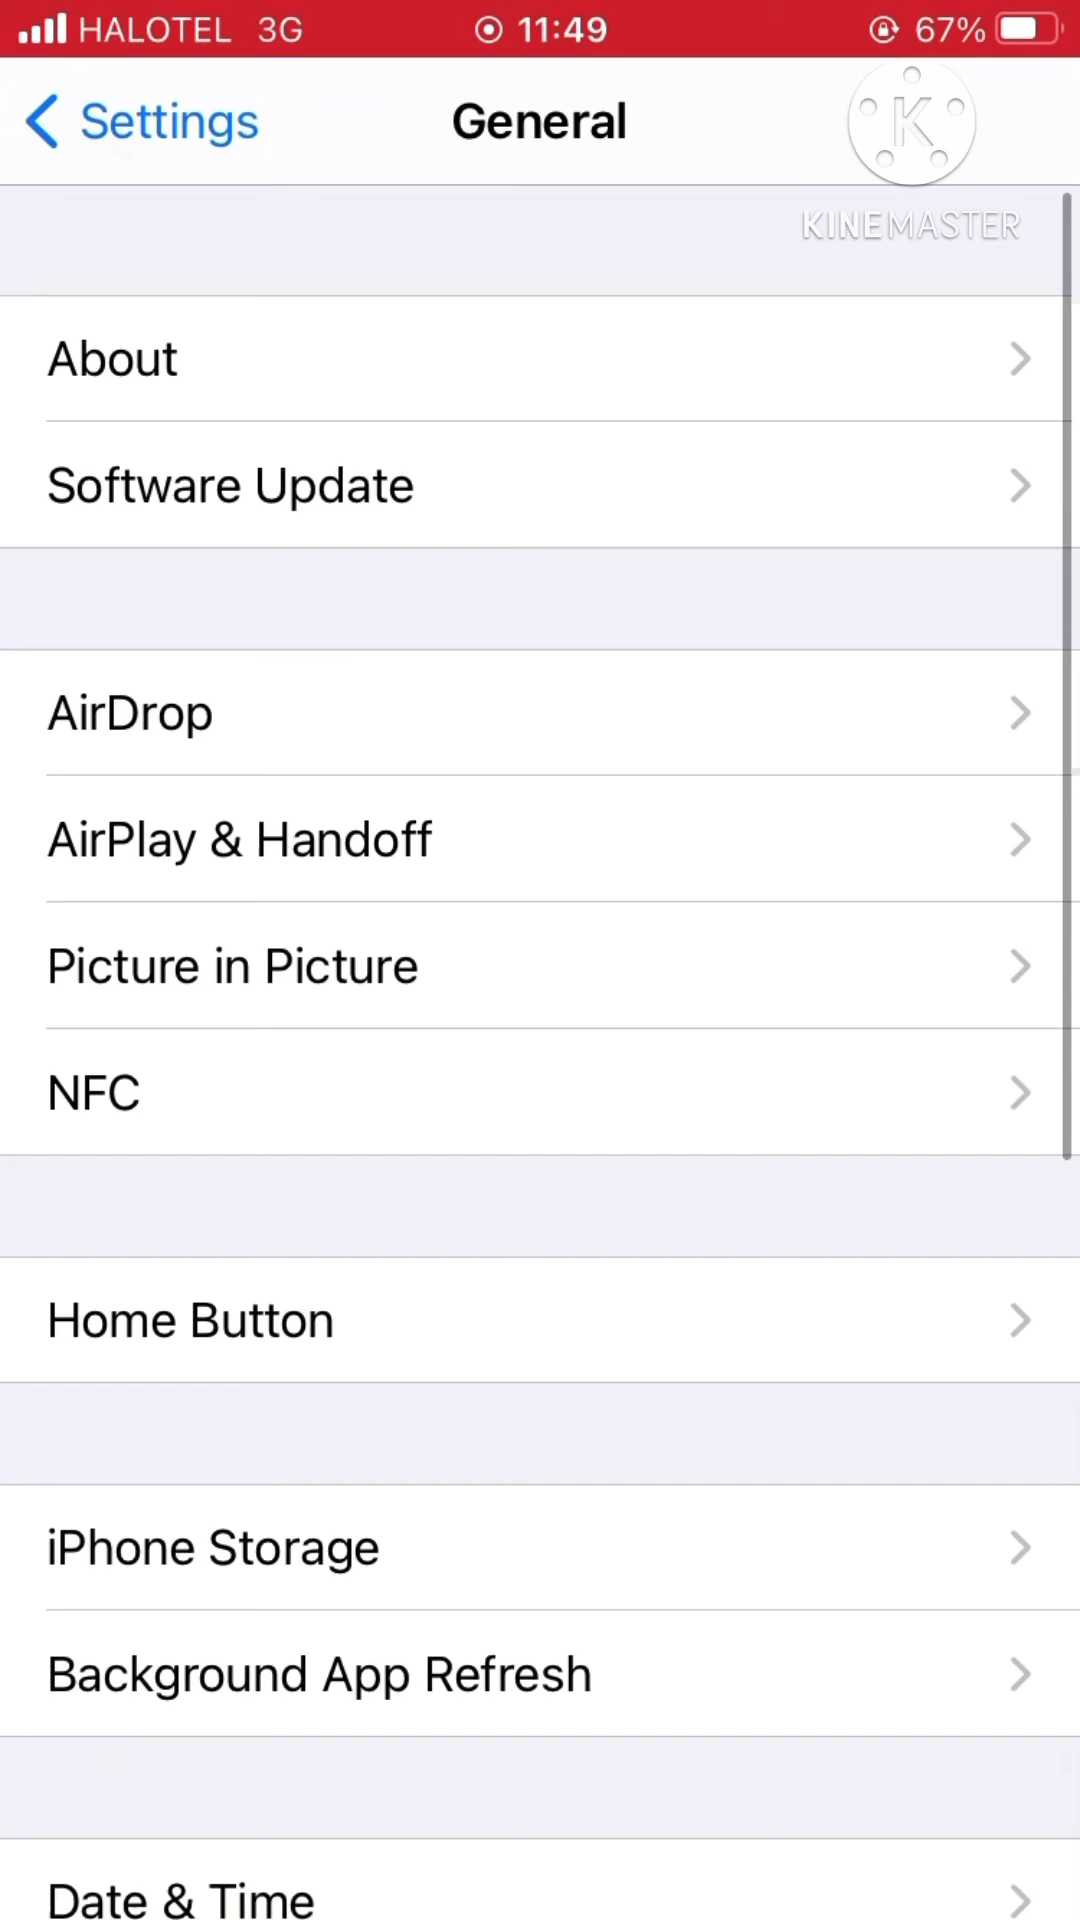 HALOTEL 3G 11:49 67%
Settings General
K
KINEMASTER
About
Software Update
AirDrop
AirPlay & Handoff
Picture in Picture
NFC
Home Button
iPhone Storage
Background App Refresh
Date & Time